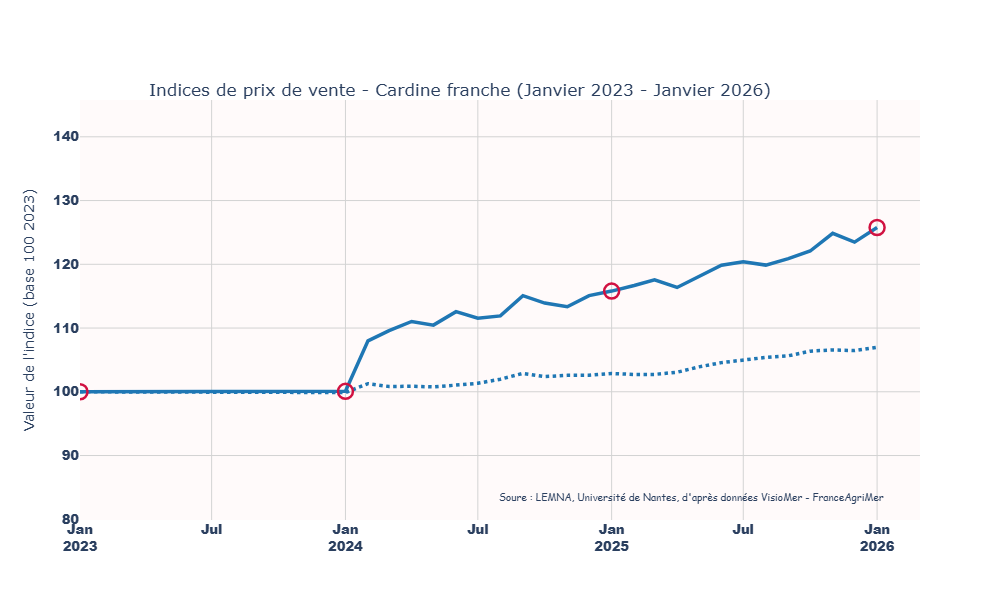 Indices de prix de vente - Cardine franche (Janvier 2023 - Janvier 2026)
Valeur de l'indice (base 100 2023)
140
130
120
110
100
90
80
Soure : LEMNA, Université de Nantes, d'après données VisioMer - FranceAgriMer
Jan Jul Jan Jul Jan Jul Jan
2023 2024 2025 2026